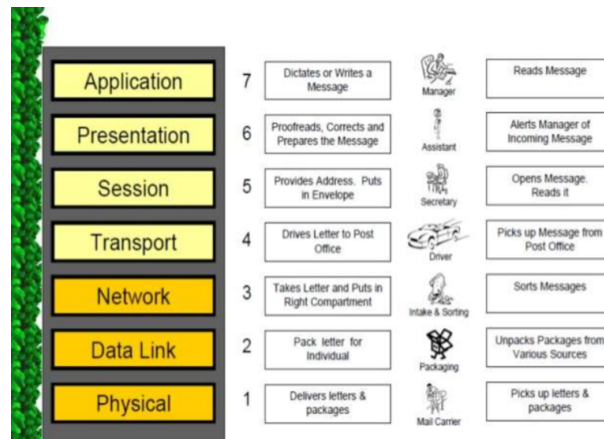 Application
7
Dictates or Writes a
Message
Manager
Reads Message
Presentation
6
Proofreads, Corrects and
Prepares the Message
Assistant
Alerts Manager of
Incoming Message
Session
5
Provides Address. Puts
in Envelope
Secretary
Opens Message.
Reads it
Transport
4
Drives Letter to Post
Office
Driver
Picks up Message from
Post Office
Network
3
Takes Letter and Puts in
Right Compartment
Intake & Sorting
Sorts Messages
Data Link
2
Pack letter for
Individual
Packaging
Unpacks Packages from
Various Sources
Physical
1
Delivers letters &
packages
Mail Carrier
Picks up letters &
packages